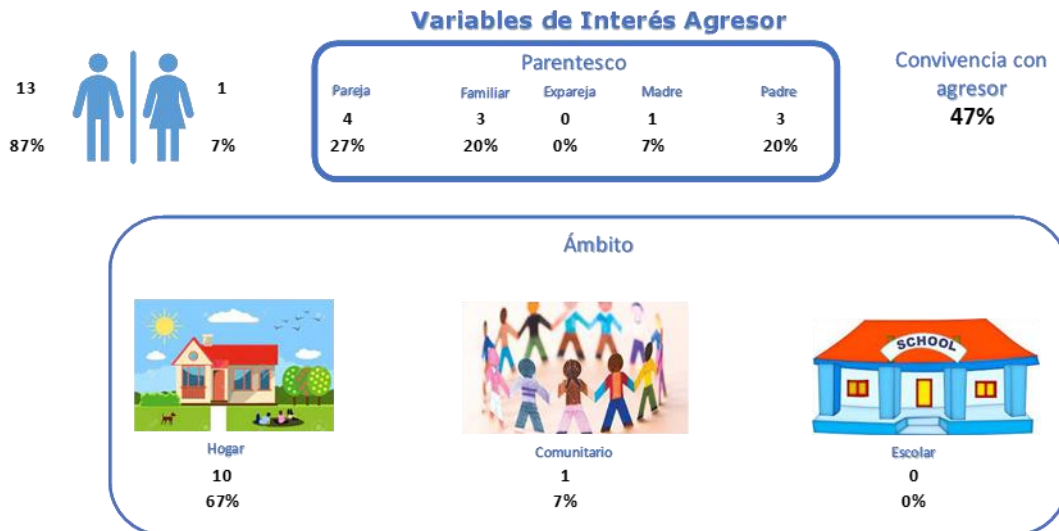 Variables de Interés Agresor
13 1
87% 7%
Parentesco
Pareja Familiar Expareja Madre Padre
4 3 0 1 3
27% 20% 0% 7% 20%
Convivencia con
agresor
47%
Ámbito
SCHOOL
Hogar Comunitario Escolar
10 1 0
67% 7% 0%